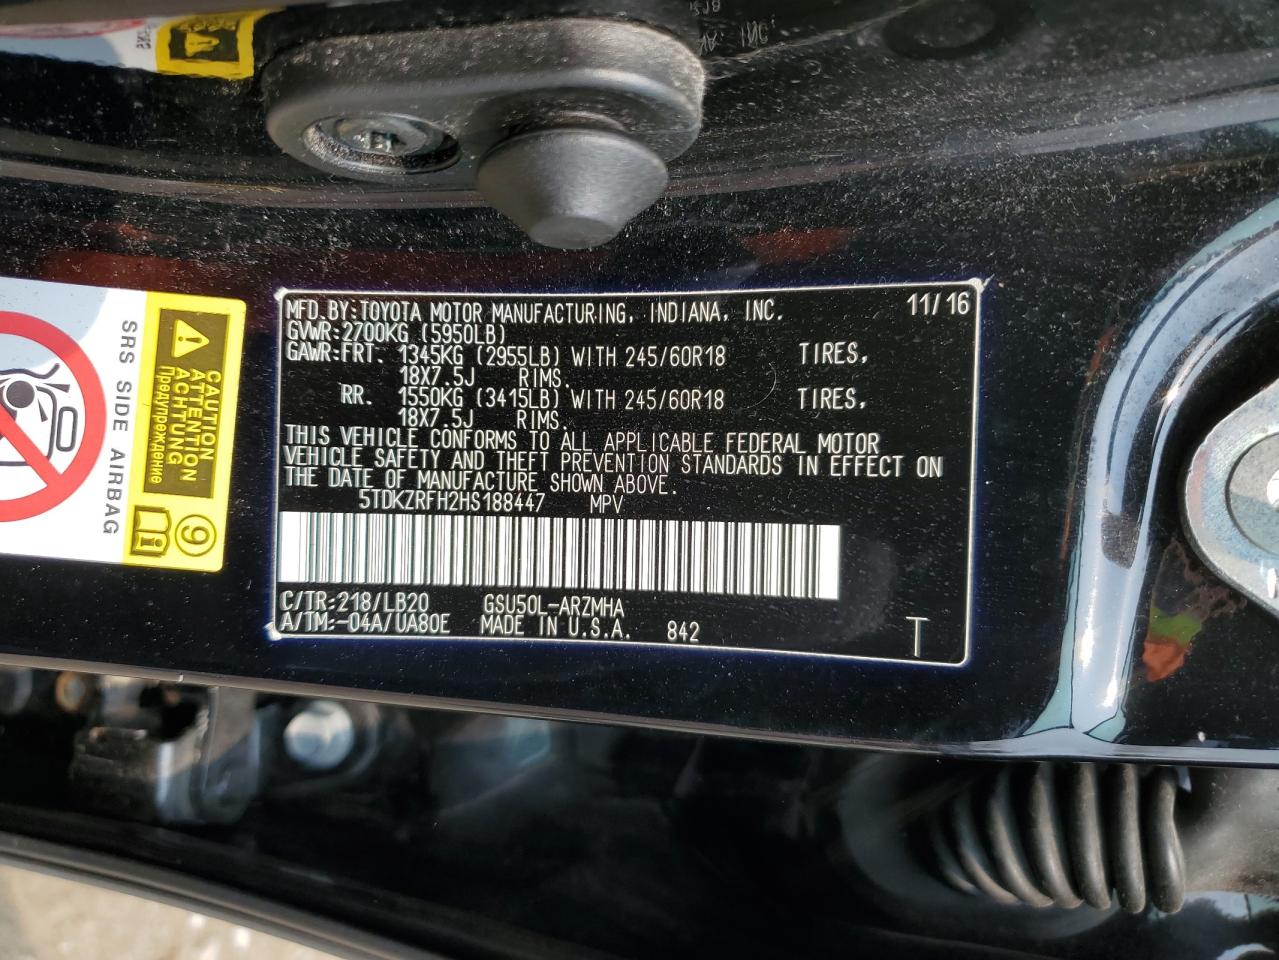 MFD.BY:TOYOTA MOTOR MANUFACTURING, INDIANA, INC. 11/16
GVWR:2700KG (5950LB)
GAWR:FRT. 1345KG (2955LB) WITH 245/60R18 TIRES,
18X7.5J RIMS.
RR. 1550KG (3415LB) WITH 245/60R18 TIRES,
18X7.5J RIMS.
THIS VEHICLE CONFORMS TO ALL APPLICABLE FEDERAL MOTOR
VEHICLE SAFETY AND THEFT PREVENTION STANDARDS IN EFFECT ON
THE DATE OF MANUFACTURE SHOWN ABOVE.
5TDKZRFH2HS188447 MPV
C/TR:218/LB20 GSU50L-ARZMHA
A/TM:-04A/UA80E MADE IN U.S.A. 842 T
CAUTION
ATTENTION
ACHTUNG
Предупреждение
9
SRS SIDE AIRBAG